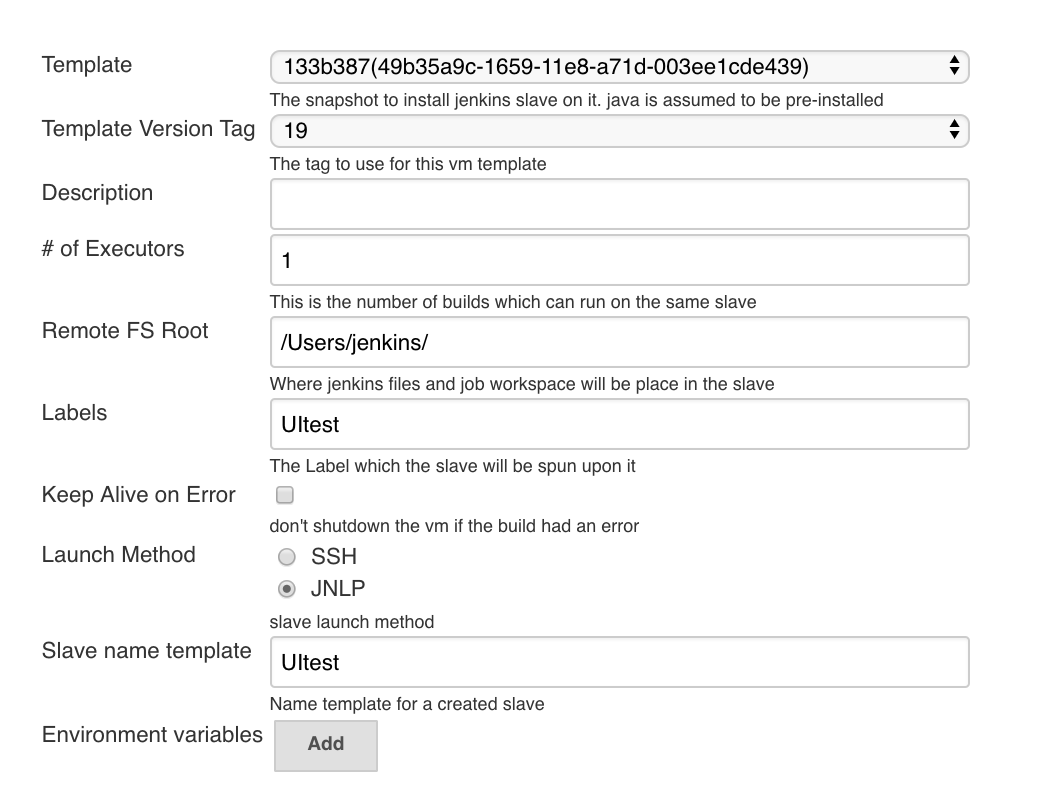 Template
133b387(49b35a9c-1659-11e8-a71d-003ee1cde439)
The snapshot to install jenkins slave on it. java is assumed to be pre-installed
Template Version Tag
19
The tag to use for this vm template
Description
# of Executors
1
This is the number of builds which can run on the same slave
Remote FS Root
/Users/jenkins/
Where jenkins files and job workspace will be place in the slave
Labels
UItest
The Label which the slave will be spun upon it
Keep Alive on Error
don't shutdown the vm if the build had an error
Launch Method
SSH
JNLP
slave launch method
Slave name template
UItest
Name template for a created slave
Environment variables
Add